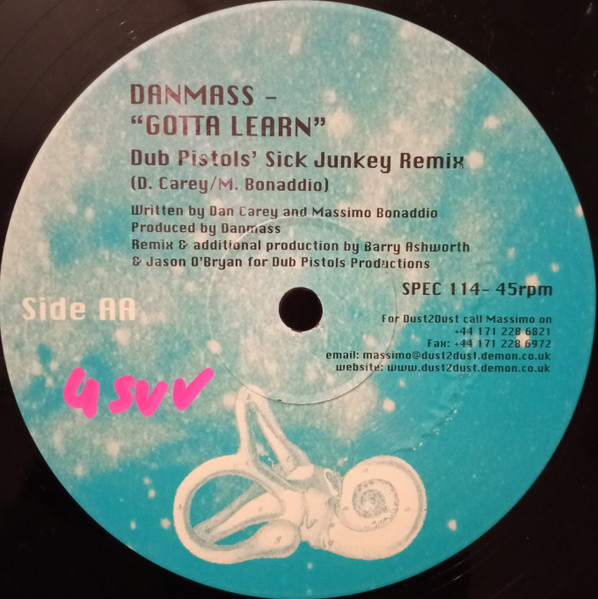 DANMASS -
"GOTTA LEARN"
Dub Pistols' Sick Junkey Remix
(D. Carey/M. Bonaddio)
Written by Dan Carey and Massimo Bonaddio
Produced by Danmass
Remix & additional production by Barry Ashworth
& Jason O'Bryan for Dub Pistols Productions
SPEC 114- 45rpm
Side AA
For Dust2Dust call Massimo on
+44 171 228 6821
Fax: +44 171 228 6972
email: massimo@dust2dust.demon.co.uk
website: www.dust2dust.demon.co.uk